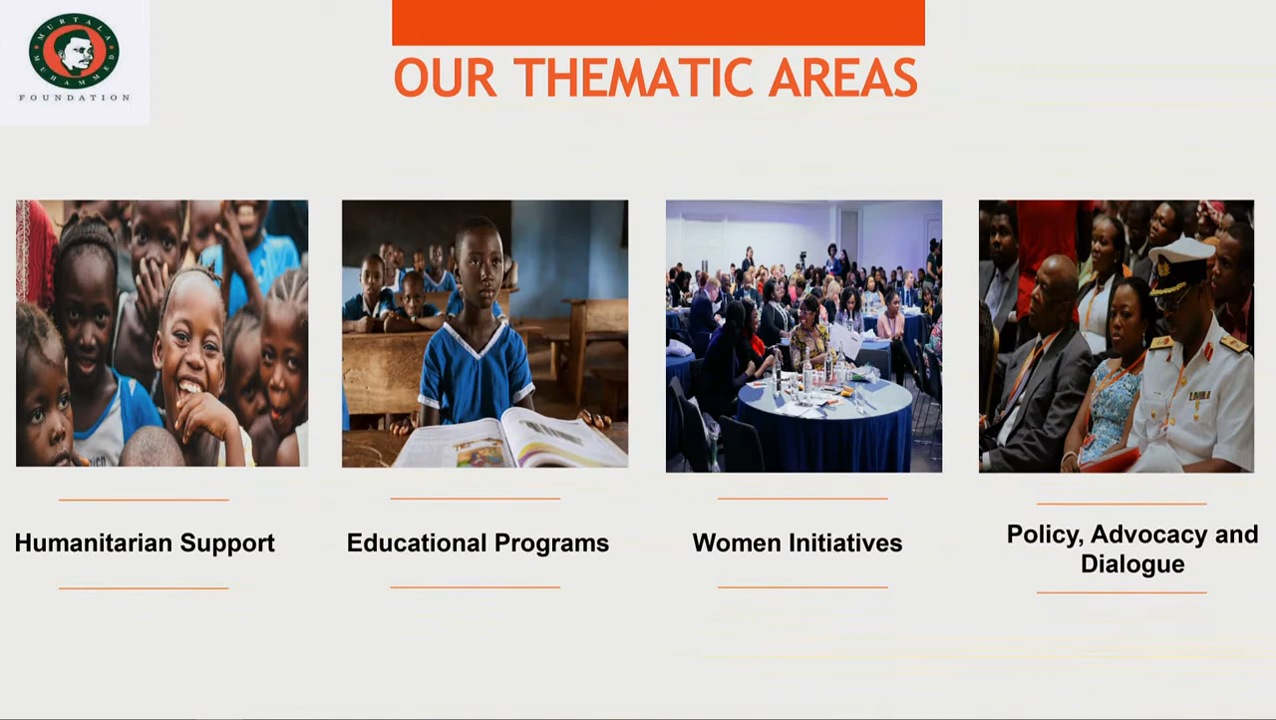 MURTALA
MUHAMMED
FOUNDATION
OUR THEMATIC AREAS
Humanitarian Support
Educational Programs
Women Initiatives
Policy, Advocacy and
Dialogue